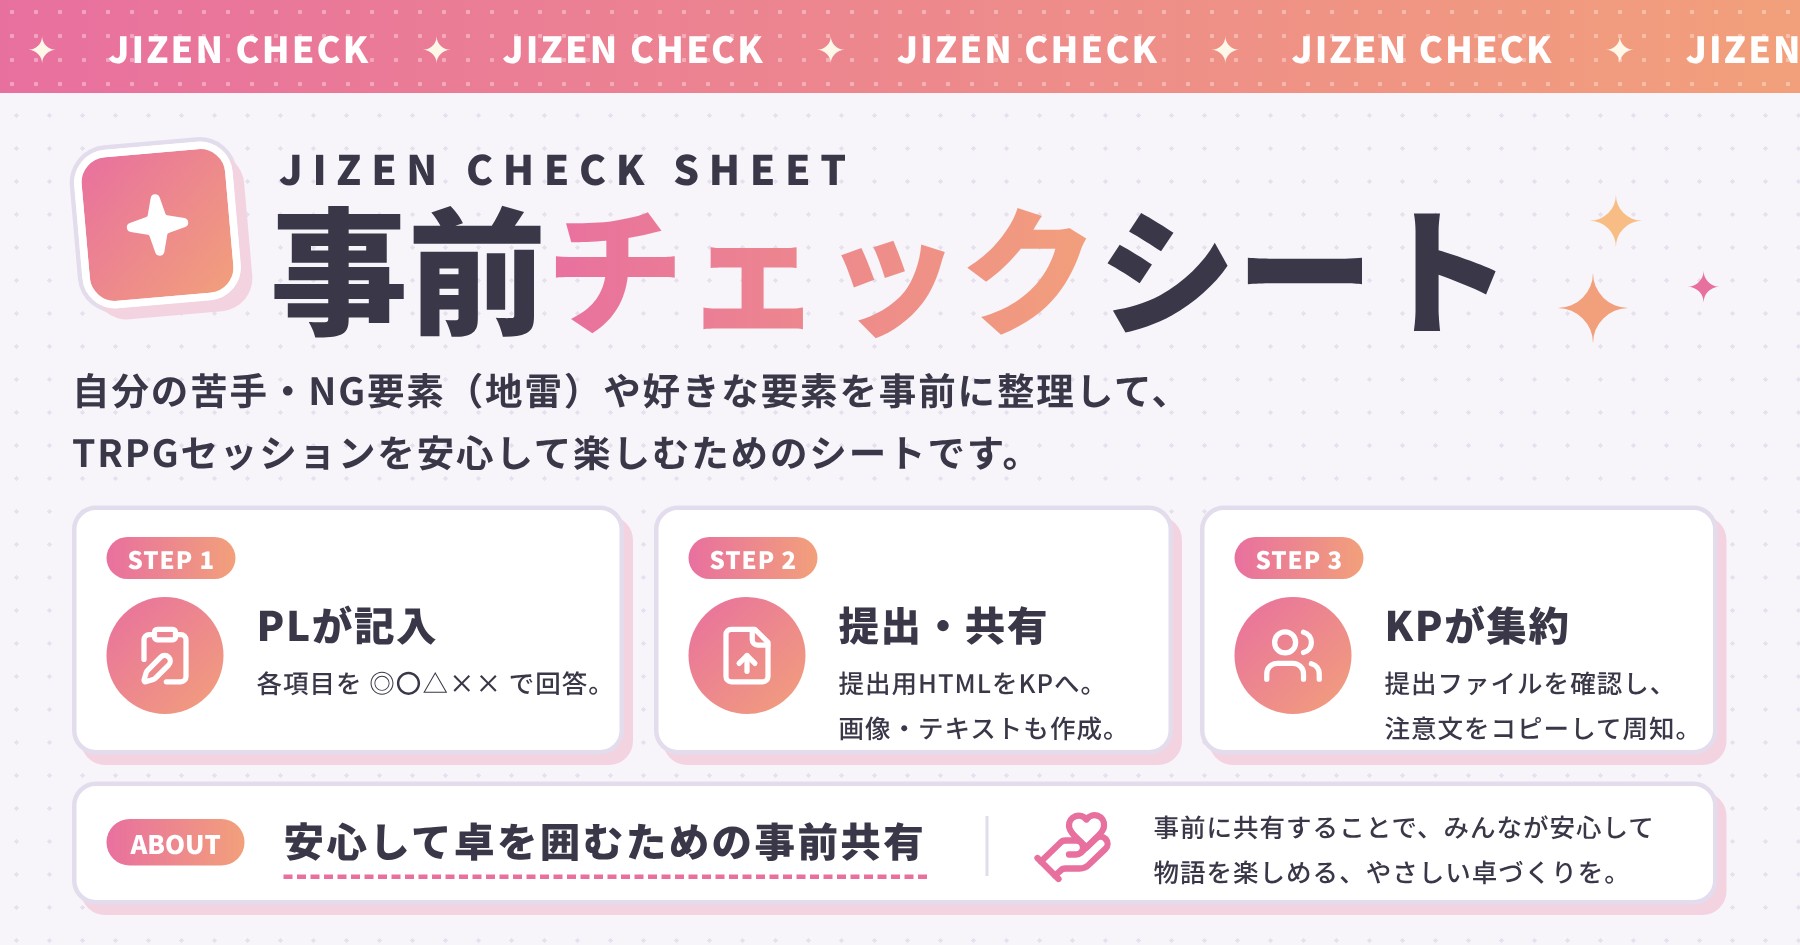 JIZEN CHECK ✦ JIZEN CHECK ✦ JIZEN CHECK ✦ JIZEN CHECK ✦ JIZEN
JIZEN CHECK SHEET
事前チェックシート
自分の苦手・NG要素（地雷）や好きな要素を事前に整理して、
TRPGセッションを安心して楽しむためのシートです。
STEP 1
PLが記入
各項目を ◎〇△×× で回答。
STEP 2
提出・共有
提出用HTMLをKPへ。
画像・テキストも作成。
STEP 3
KPが集約
提出ファイルを確認し、
注意文をコピーして周知。
ABOUT
安心して卓を囲むための事前共有
事前に共有することで、みんなが安心して
物語を楽しめる、やさしい卓づくりを。